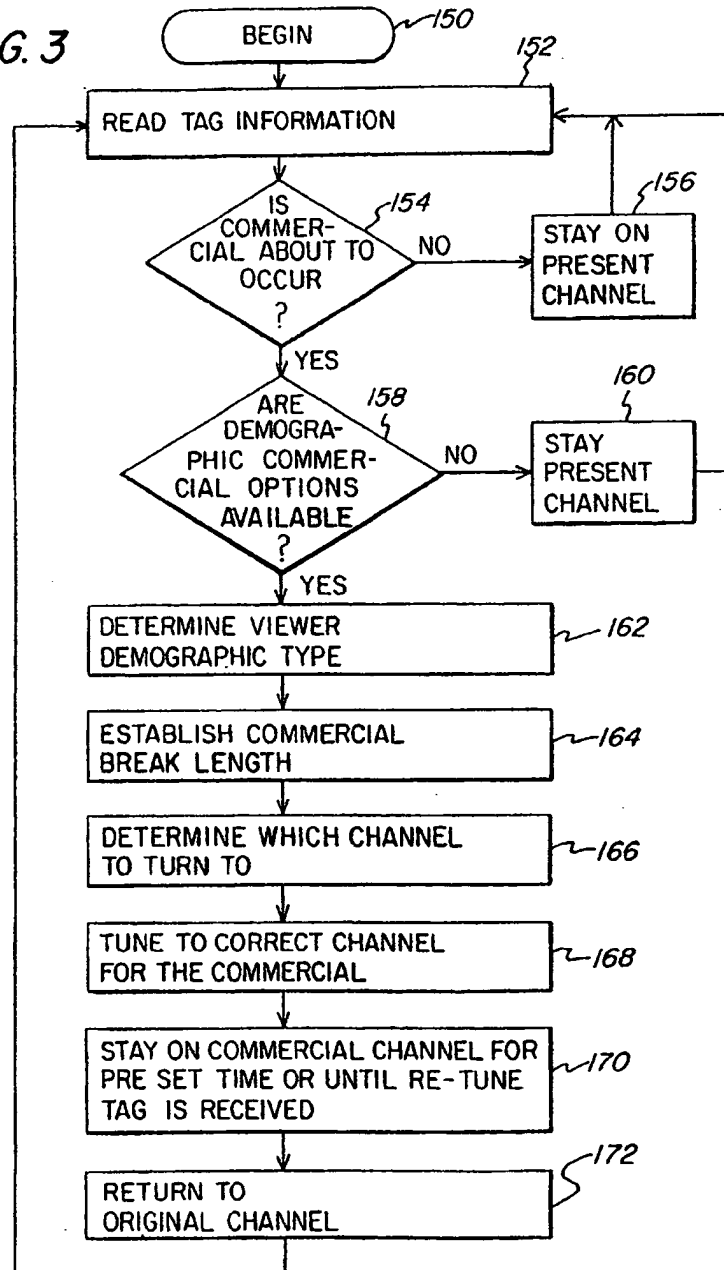 G. 3
BEGIN
150
152
READ TAG INFORMATION
IS
COMMER-
CIAL ABOUT TO
OCCUR
?
154
NO
156
STAY ON
PRESENT
CHANNEL
YES
ARE
DEMOGRA-
PHIC COMMER-
CIAL OPTIONS
AVAILABLE
?
158
NO
160
STAY
PRESENT
CHANNEL
YES
DETERMINE VIEWER
DEMOGRAPHIC TYPE
162
ESTABLISH COMMERCIAL
BREAK LENGTH
164
DETERMINE WHICH CHANNEL
TO TURN TO
166
TUNE TO CORRECT CHANNEL
FOR THE COMMERCIAL
168
STAY ON COMMERCIAL CHANNEL FOR
PRE SET TIME OR UNTIL RE-TUNE
TAG IS RECEIVED
170
RETURN TO
ORIGINAL CHANNEL
172